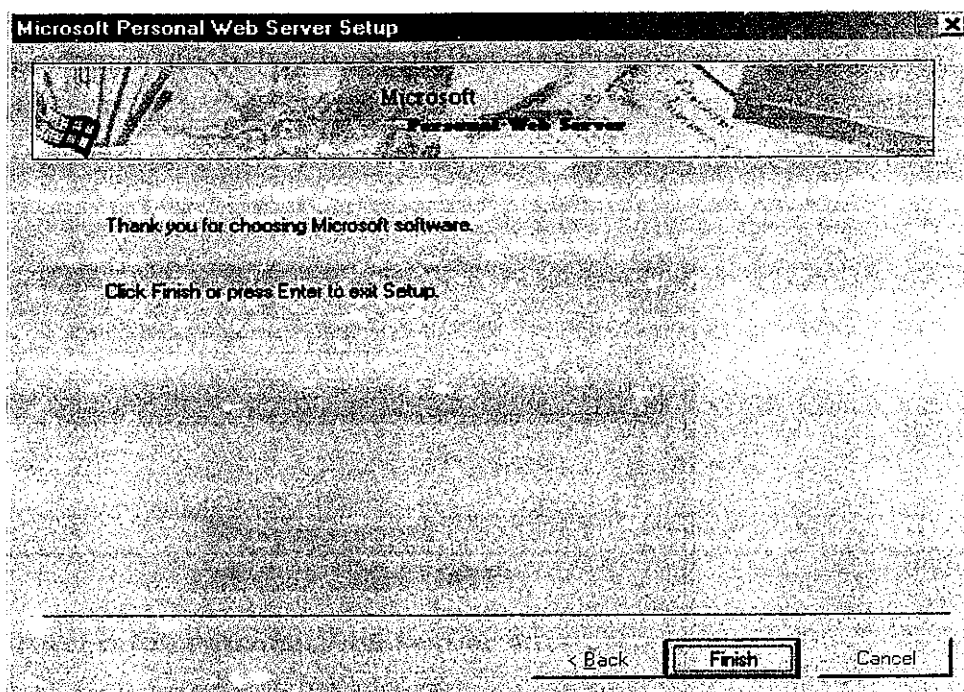 Microsoft Personal Web Server Setup
Microsoft
Personal Web Server
Thank you for choosing Microsoft software.
Click Finish or press Enter to exit Setup.
< Back
Finish
Cancel